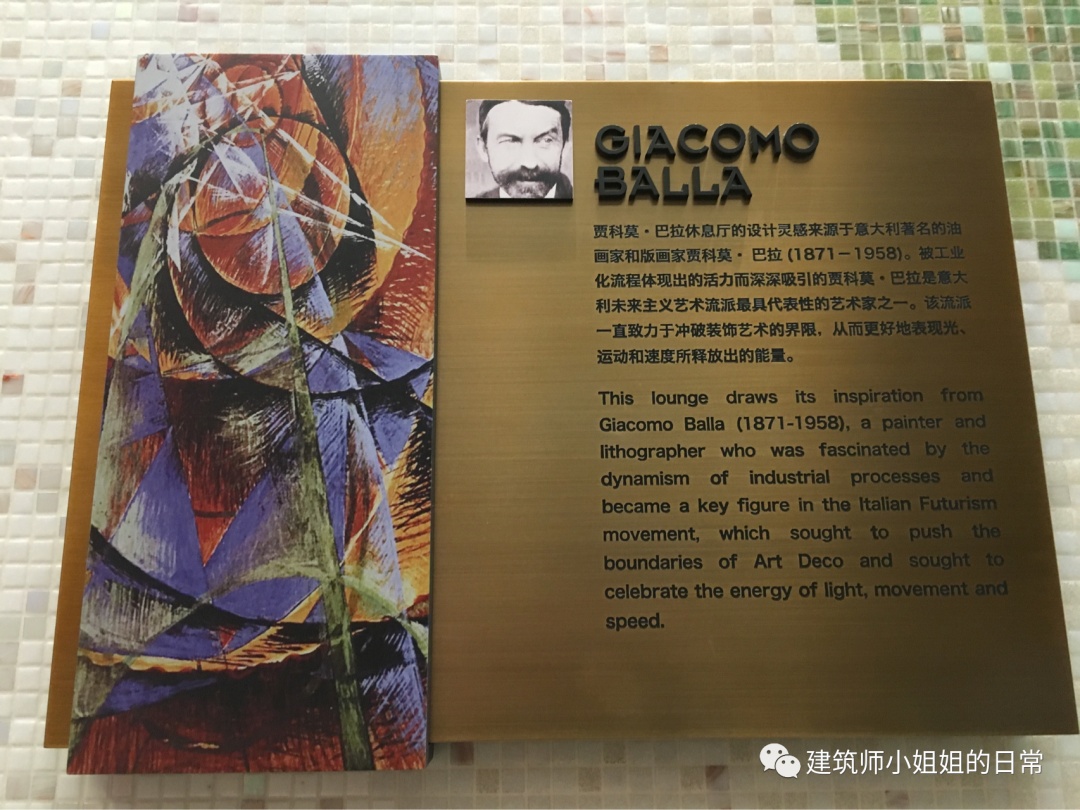 GIACOMO
BALLA
贾科莫·巴拉休息厅的设计灵感来源于意大利著名的油
画家和版画家贾科莫·巴拉(1871－1958)。被工业
化流程体现出的活力而深深吸引的贾科莫·巴拉是意大
利未来主义艺术流派最具代表性的艺术家之一。该流派
一直致力于冲破装饰艺术的界限，从而更好地表现光、
运动和速度所释放出的能量。
This lounge draws its inspiration from
Giacomo Balla (1871-1958), a painter and
lithographer who was fascinated by the
dynamism of industrial processes and
became a key figure in the Italian Futurism
movement, which sought to push the
boundaries of Art Deco and sought to
celebrate the energy of light, movement and
speed.
建筑师小姐姐的日常